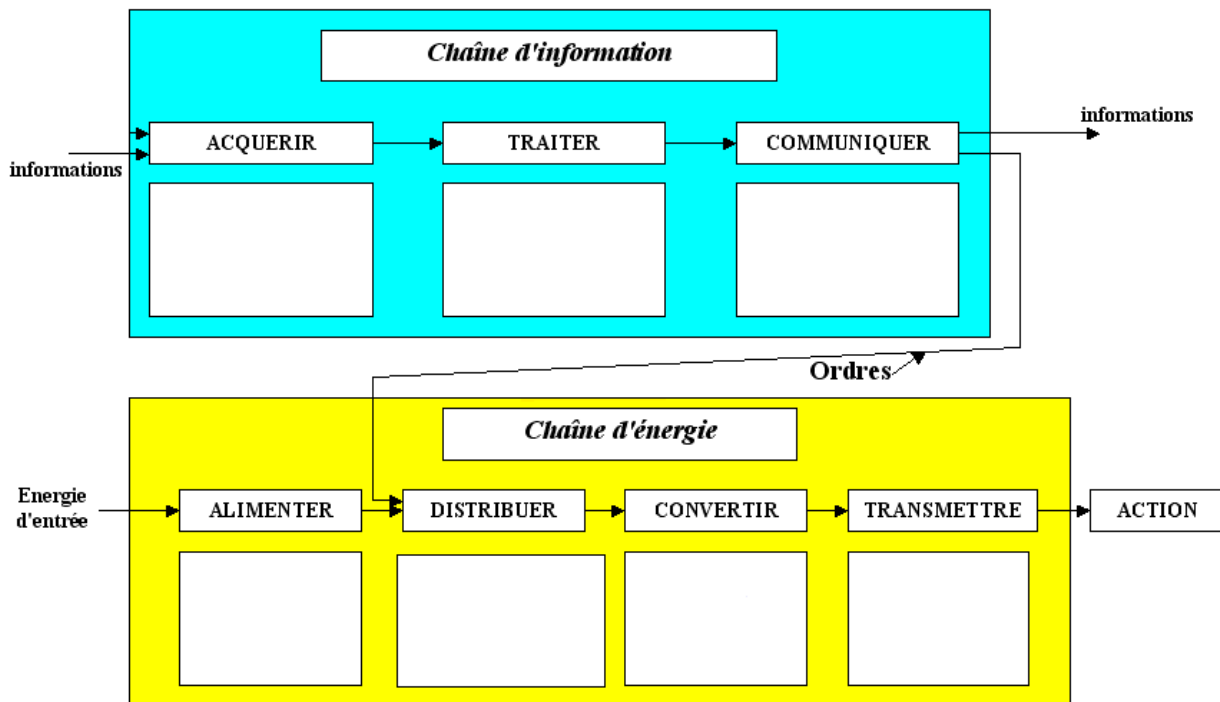 Chaîne d'information
informations
ACQUERIR
TRAITER
COMMUNIQUER
informations
Ordres
Chaîne d'énergie
Energie
d'entrée
ALIMENTER
DISTRIBUER
CONVERTIR
TRANSMETTRE
ACTION